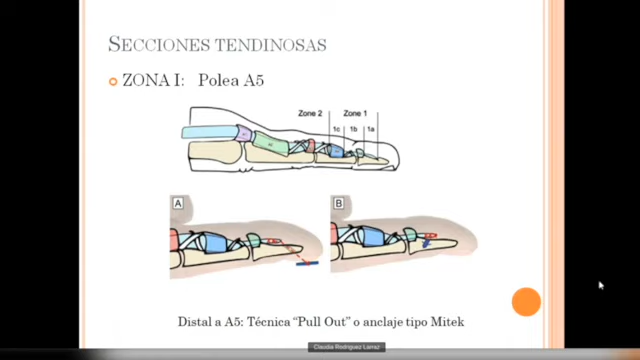 SECCIONES TENDINOSAS
ZONA I: Polea A5
Zone 2 Zone 1
1c 1b 1a
A B
Distal a A5: Técnica “Pull Out” o anclaje tipo Mitek
Claudia Rodriguez Larraz